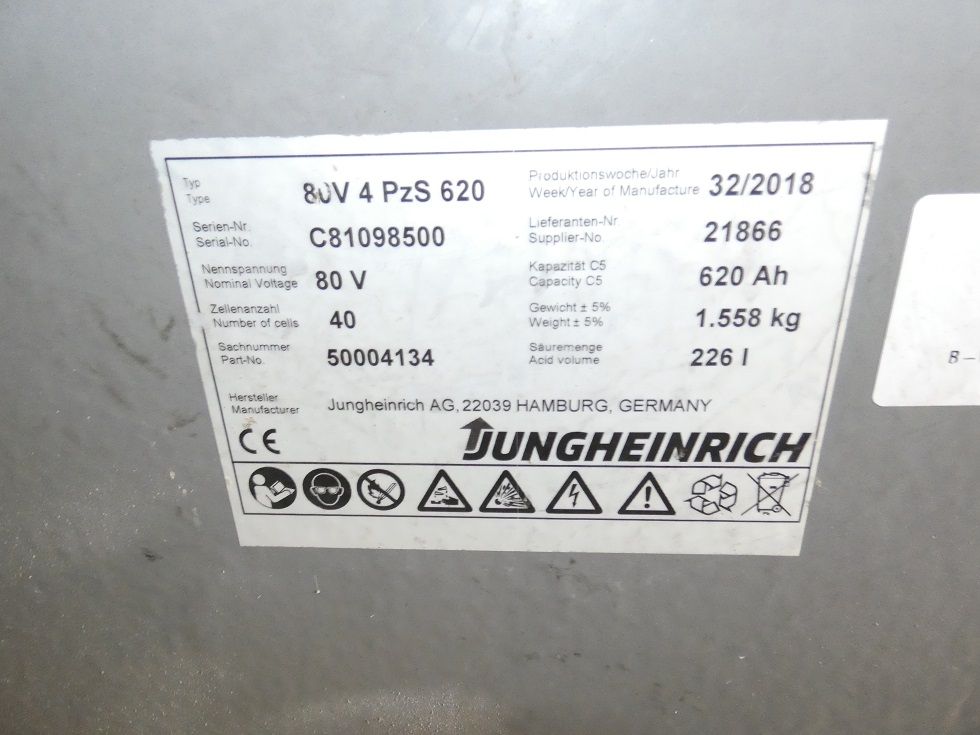 Typ
Type 80V 4 PzS 620
Produktionswoche/Jahr
Week/Year of Manufacture 32/2018
Serien-Nr.
Serial-No. C81098500
Lieferanten-Nr.
Supplier-No. 21866
Nennspannung
Nominal Voltage 80 V
Kapazität C5
Capacity C5 620 Ah
Zellenanzahl
Number of cells 40
Gewicht ± 5%
Weight ± 5% 1.558 kg
Sachnummer
Part-No. 50004134
Säuremenge
Acid volume 226 l
Hersteller
Manufacturer Jungheinrich AG, 22039 HAMBURG, GERMANY
CE
JUNGHEINRICH
B-